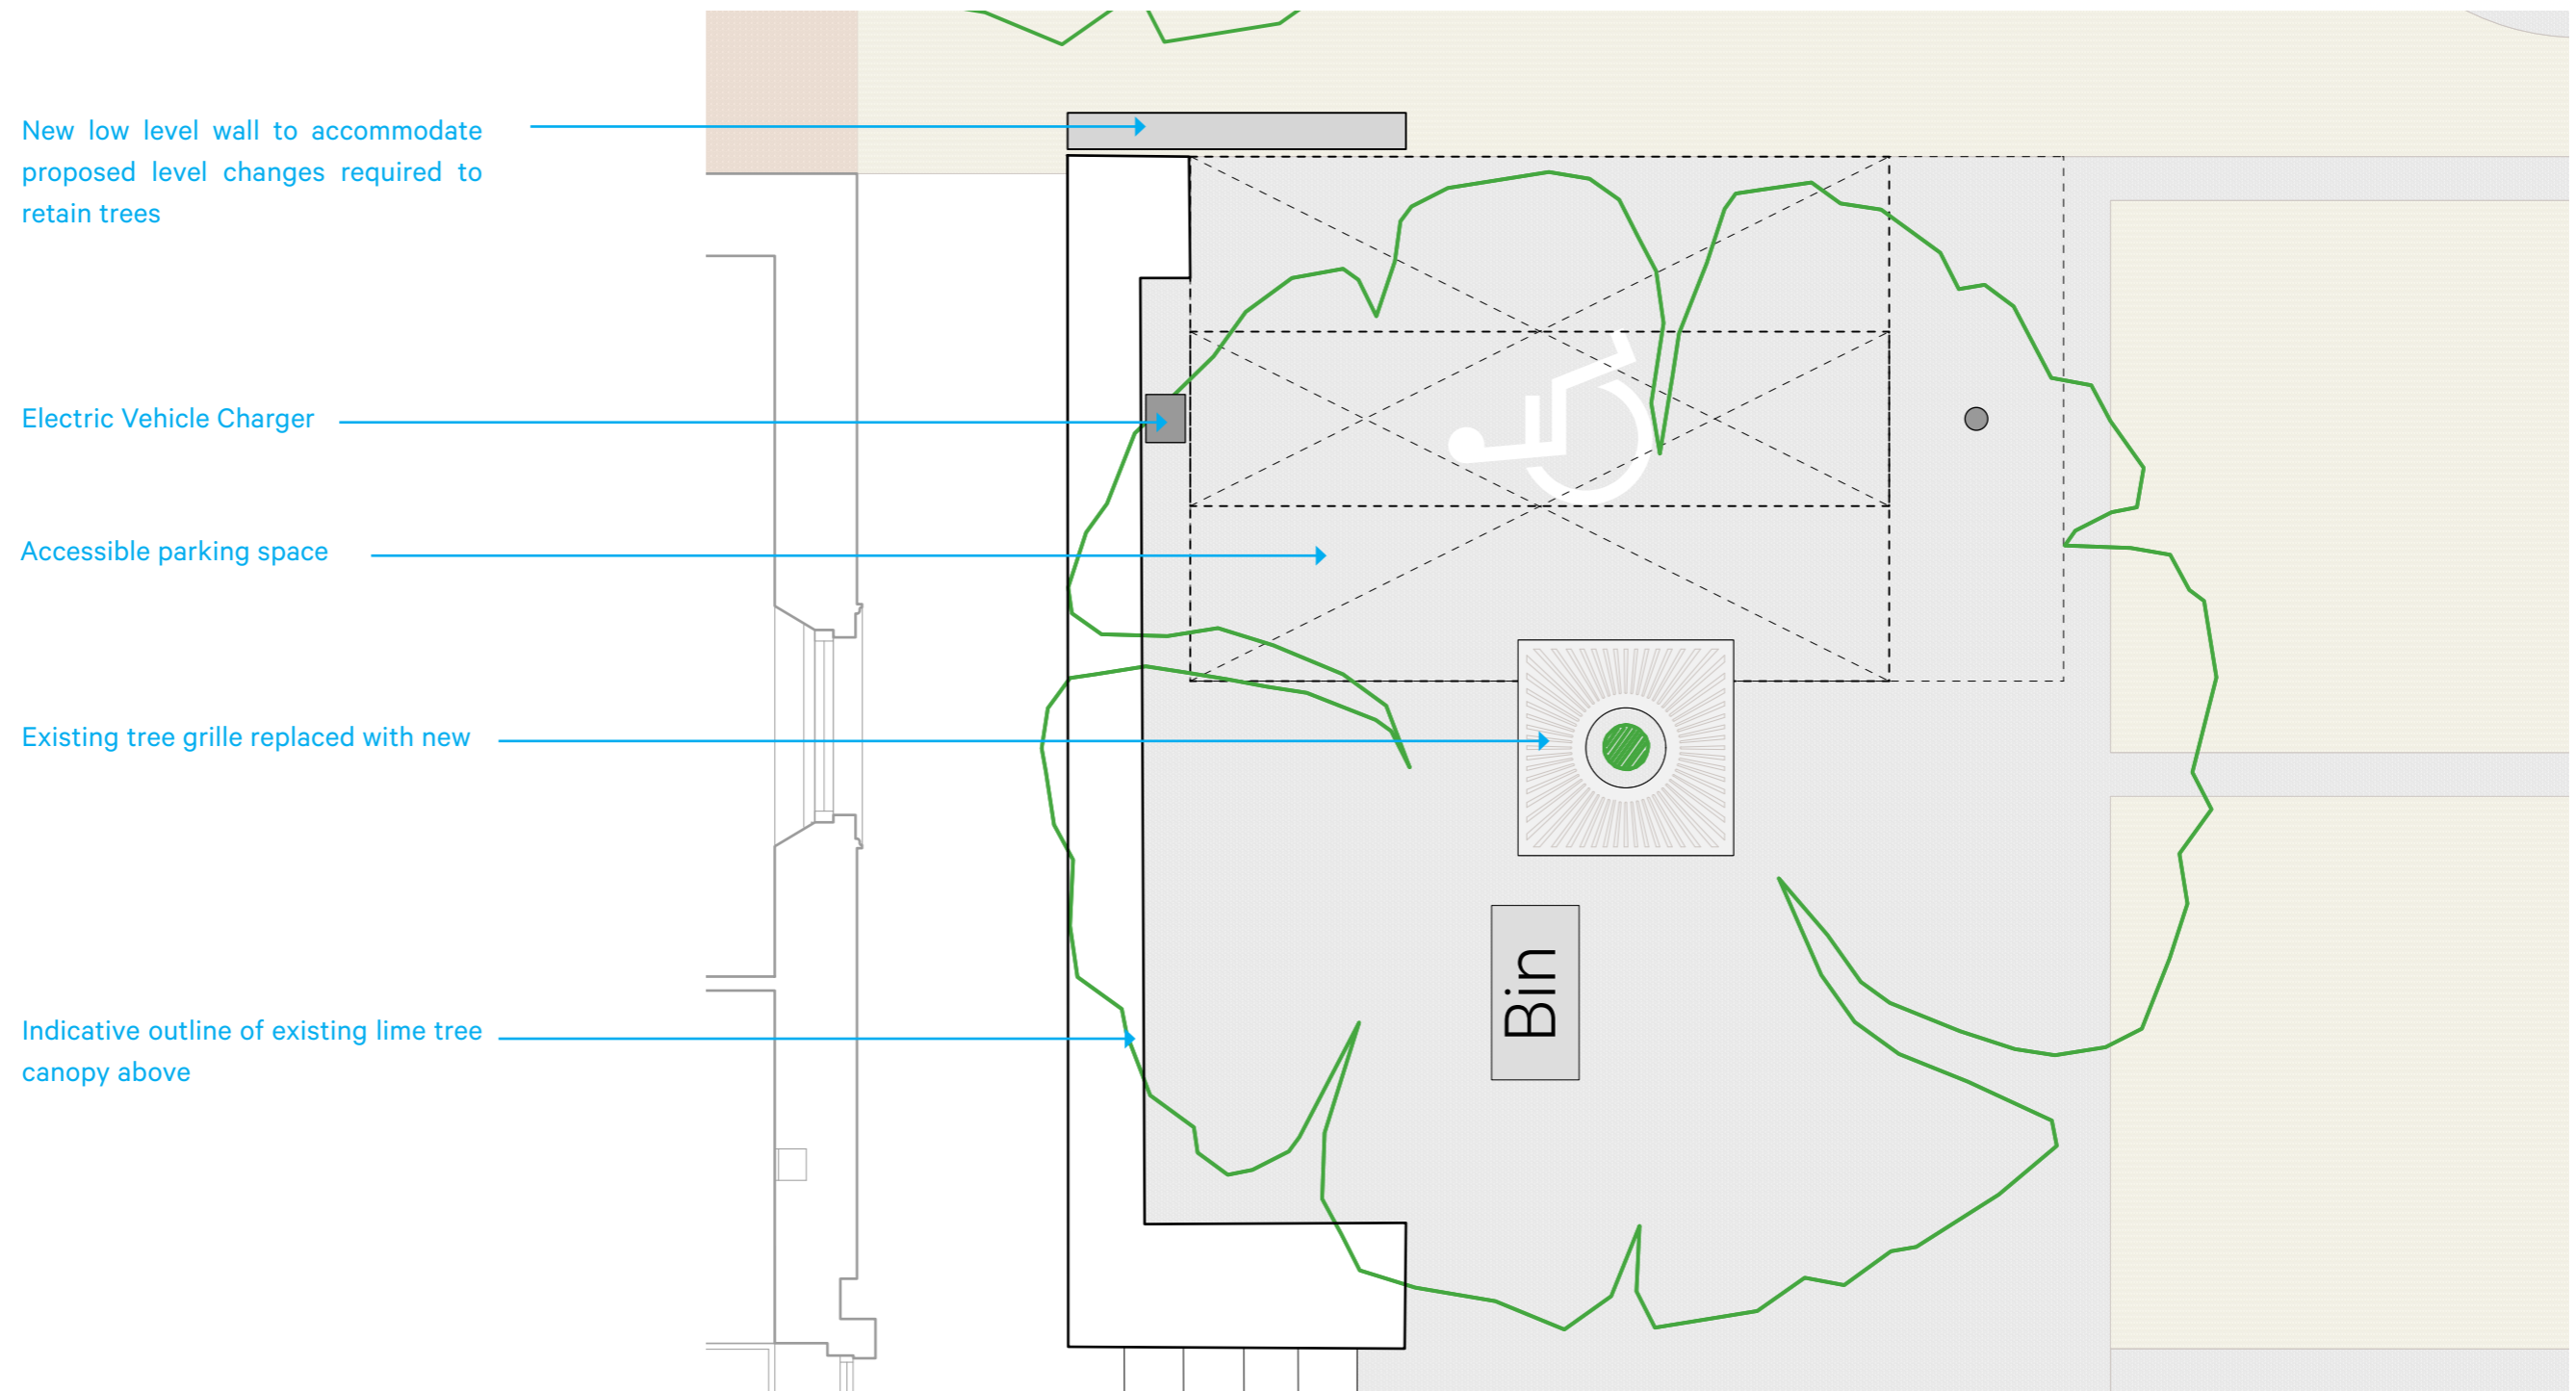 New low level wall to accommodate
proposed level changes required to
retain trees
Electric Vehicle Charger
Accessible parking space
Existing tree grille replaced with new
Indicative outline of existing lime tree
canopy above
Bin